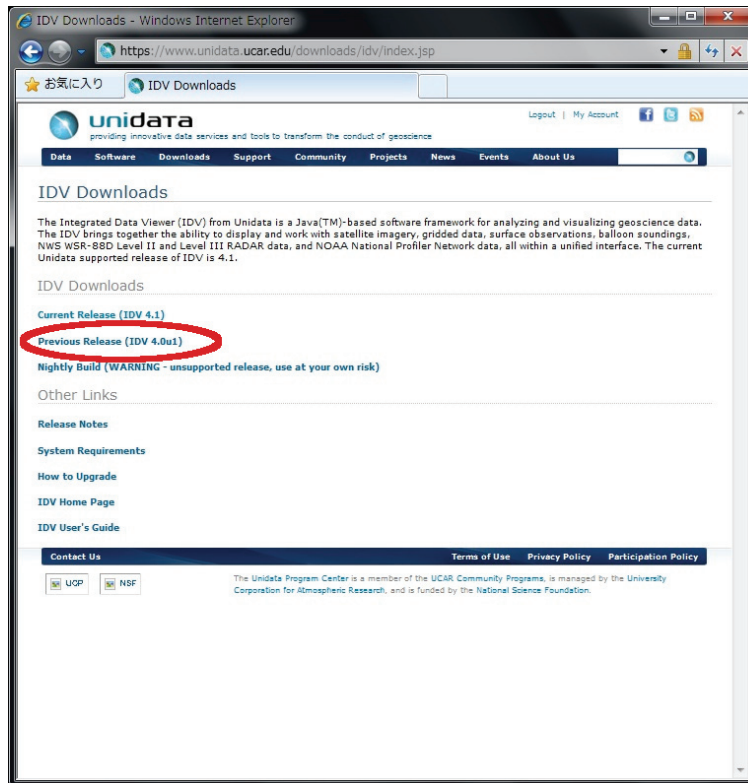 IDV Downloads - Windows Internet Explorer
https://www.unidata.ucar.edu/downloads/idv/index.jsp
お気に入り
IDV Downloads
unidata
providing innovative data services and tools to transform the conduct of geoscience
Logout | My Account
Data Software Downloads Support Community Projects News Events About Us
IDV Downloads
The Integrated Data Viewer (IDV) from Unidata is a Java(TM)-based software framework for analyzing and visualizing geoscience data.
The IDV brings together the ability to display and work with satellite imagery, gridded data, surface observations, balloon soundings,
NWS WSR-88D Level II and Level III RADAR data, and NOAA National Profiler Network data, all within a unified interface. The current
Unidata supported release of IDV is 4.1.
IDV Downloads
Current Release (IDV 4.1)
Previous Release (IDV 4.0u1)
Nightly Build (WARNING - unsupported release, use at your own risk)
Other Links
Release Notes
System Requirements
How to Upgrade
IDV Home Page
IDV User's Guide
Contact Us
Terms of Use Privacy Policy Participation Policy
UOP NSF
The Unidata Program Center is a member of the UCAR Community Programs, is managed by the University
Corporation for Atmospheric Research, and is funded by the National Science Foundation.